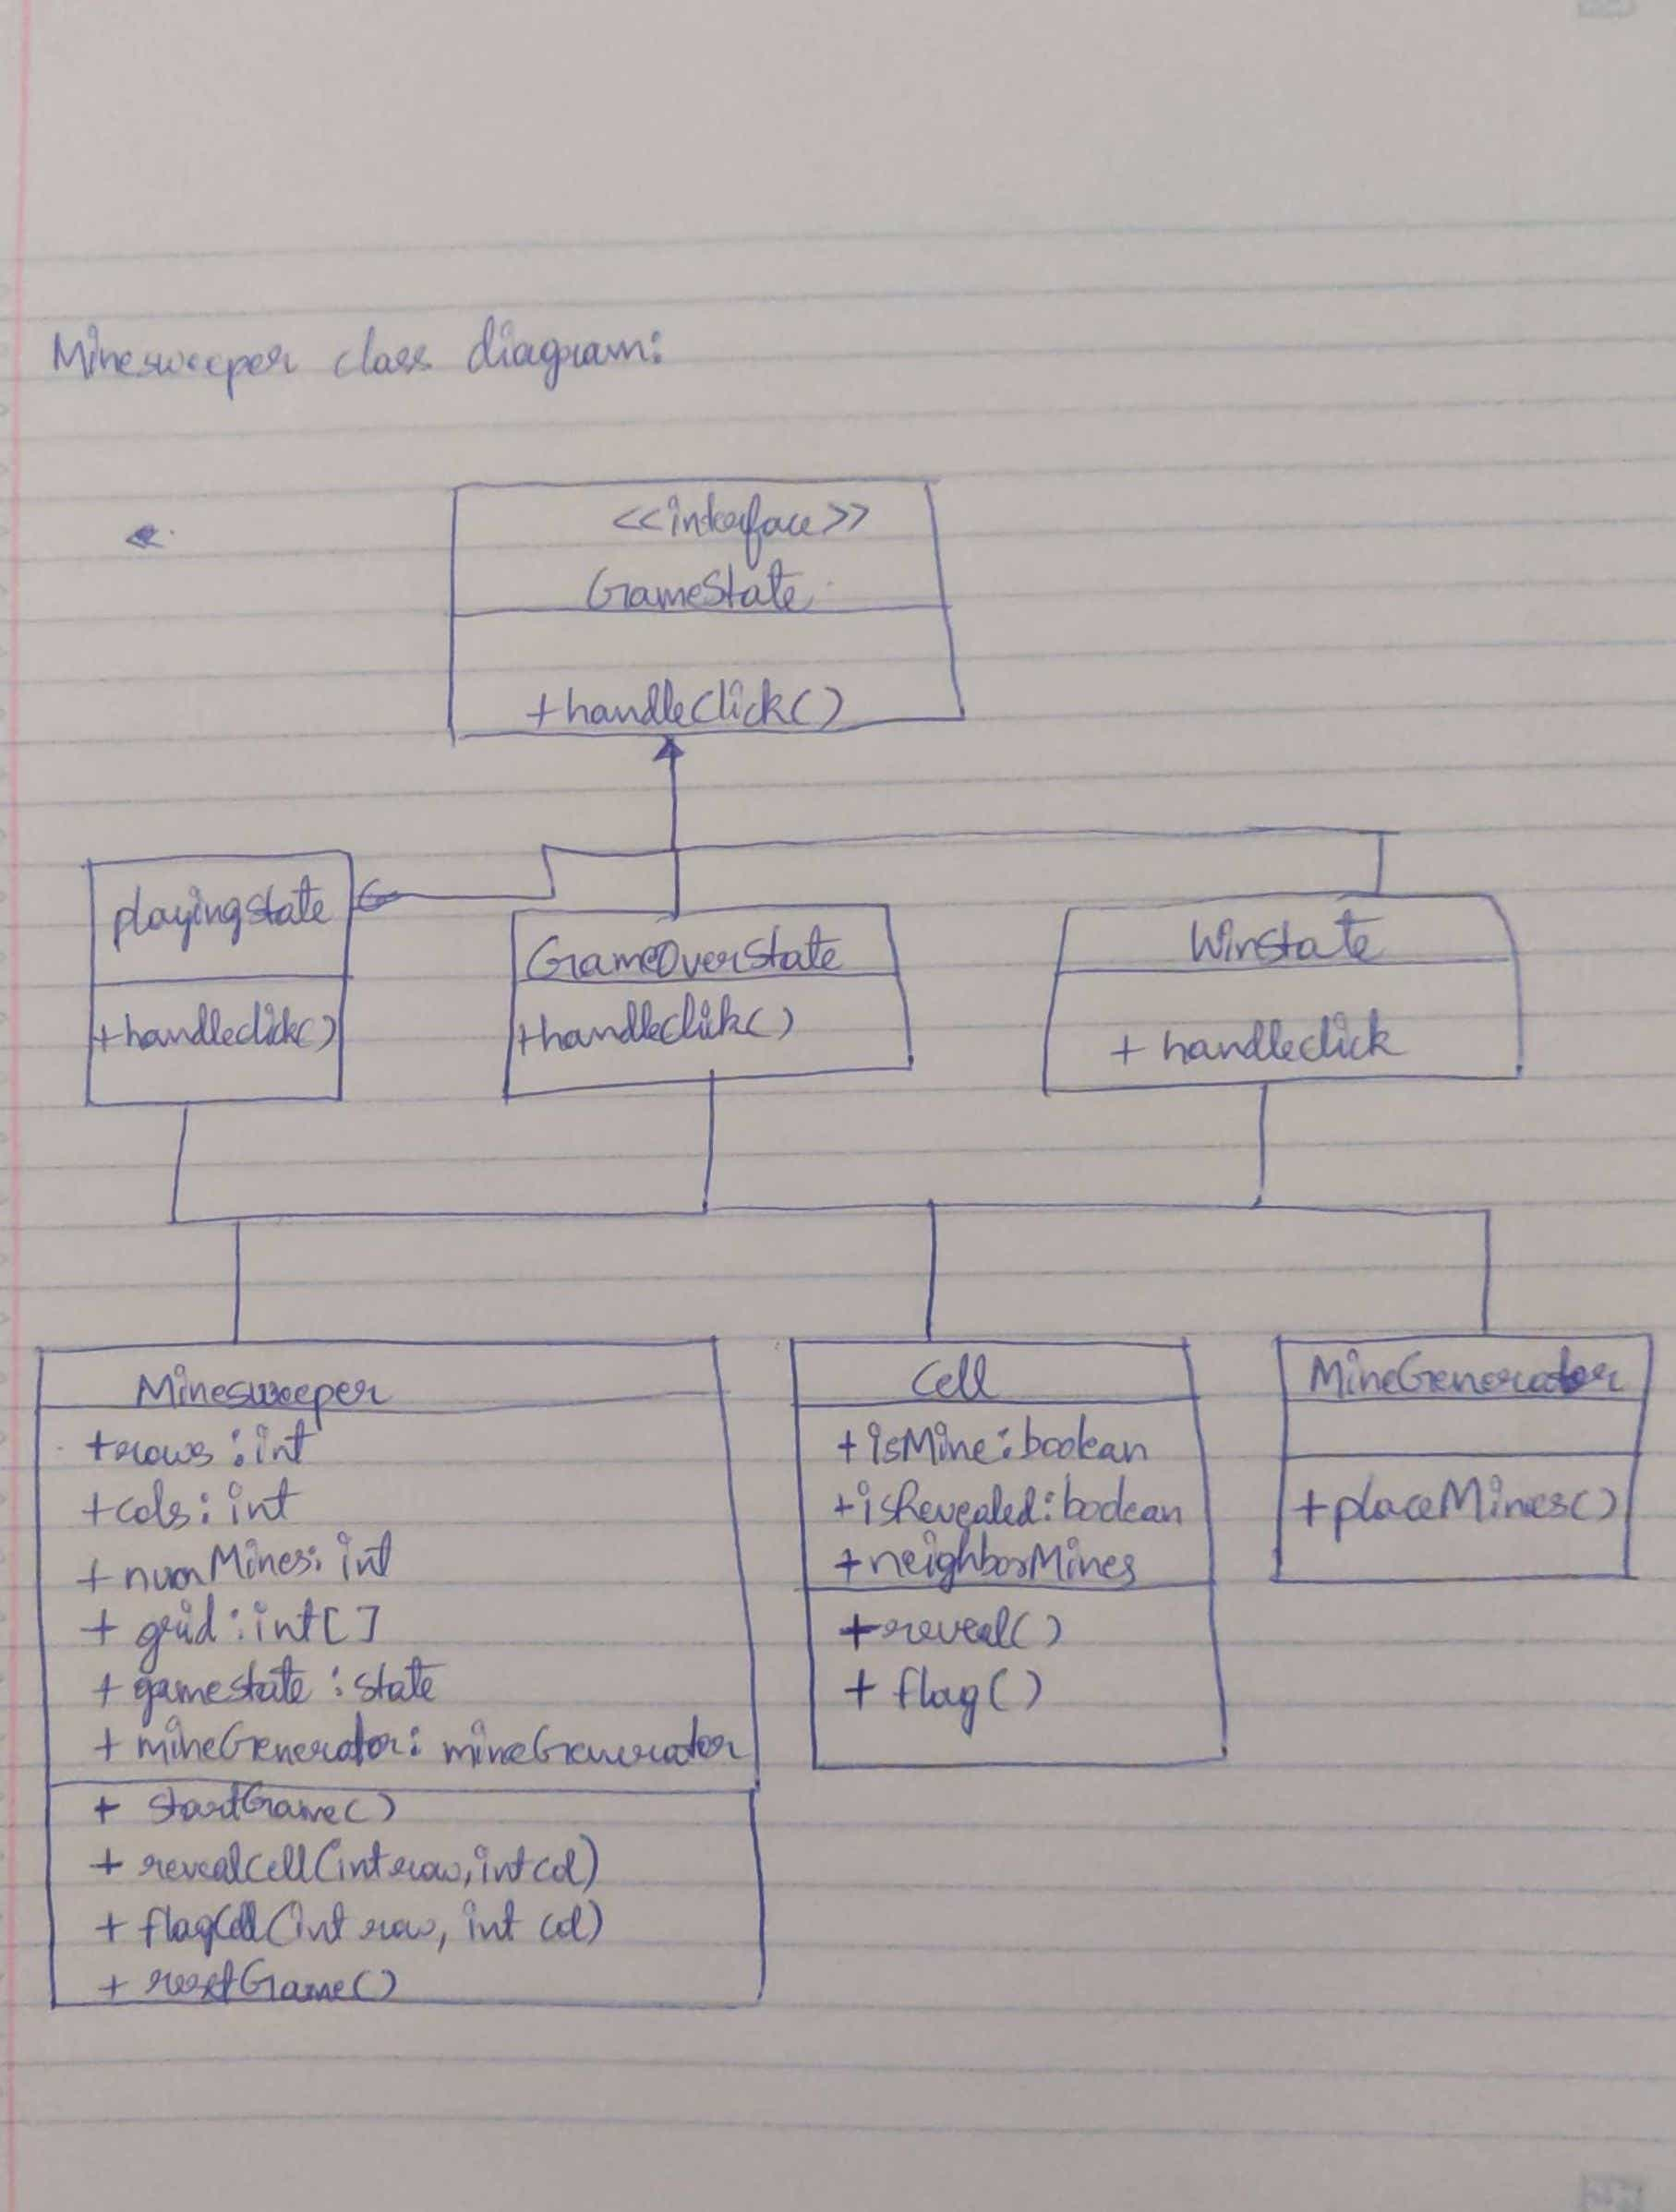 Minesweeper class diagram:
<<interface>>
GameState
+handleClick()
playingstate
+handleclick()
GameOverState
+handleClick()
Winstate
+ handleclick
Minesweeper
+rows:int
+cols:int
+numMines:int
+ grid:int[]
+ gamestate:state
+ mineGenerator: mineGenerator
+ startGame()
+ revealCell(int row, int col)
+ flagCell(int row, int col)
+ resetGame()
Cell
+isMine:boolean
+isRevealed:boolean
+neighborMines
+reveal()
+ flag()
MineGenerator
+placeMines()